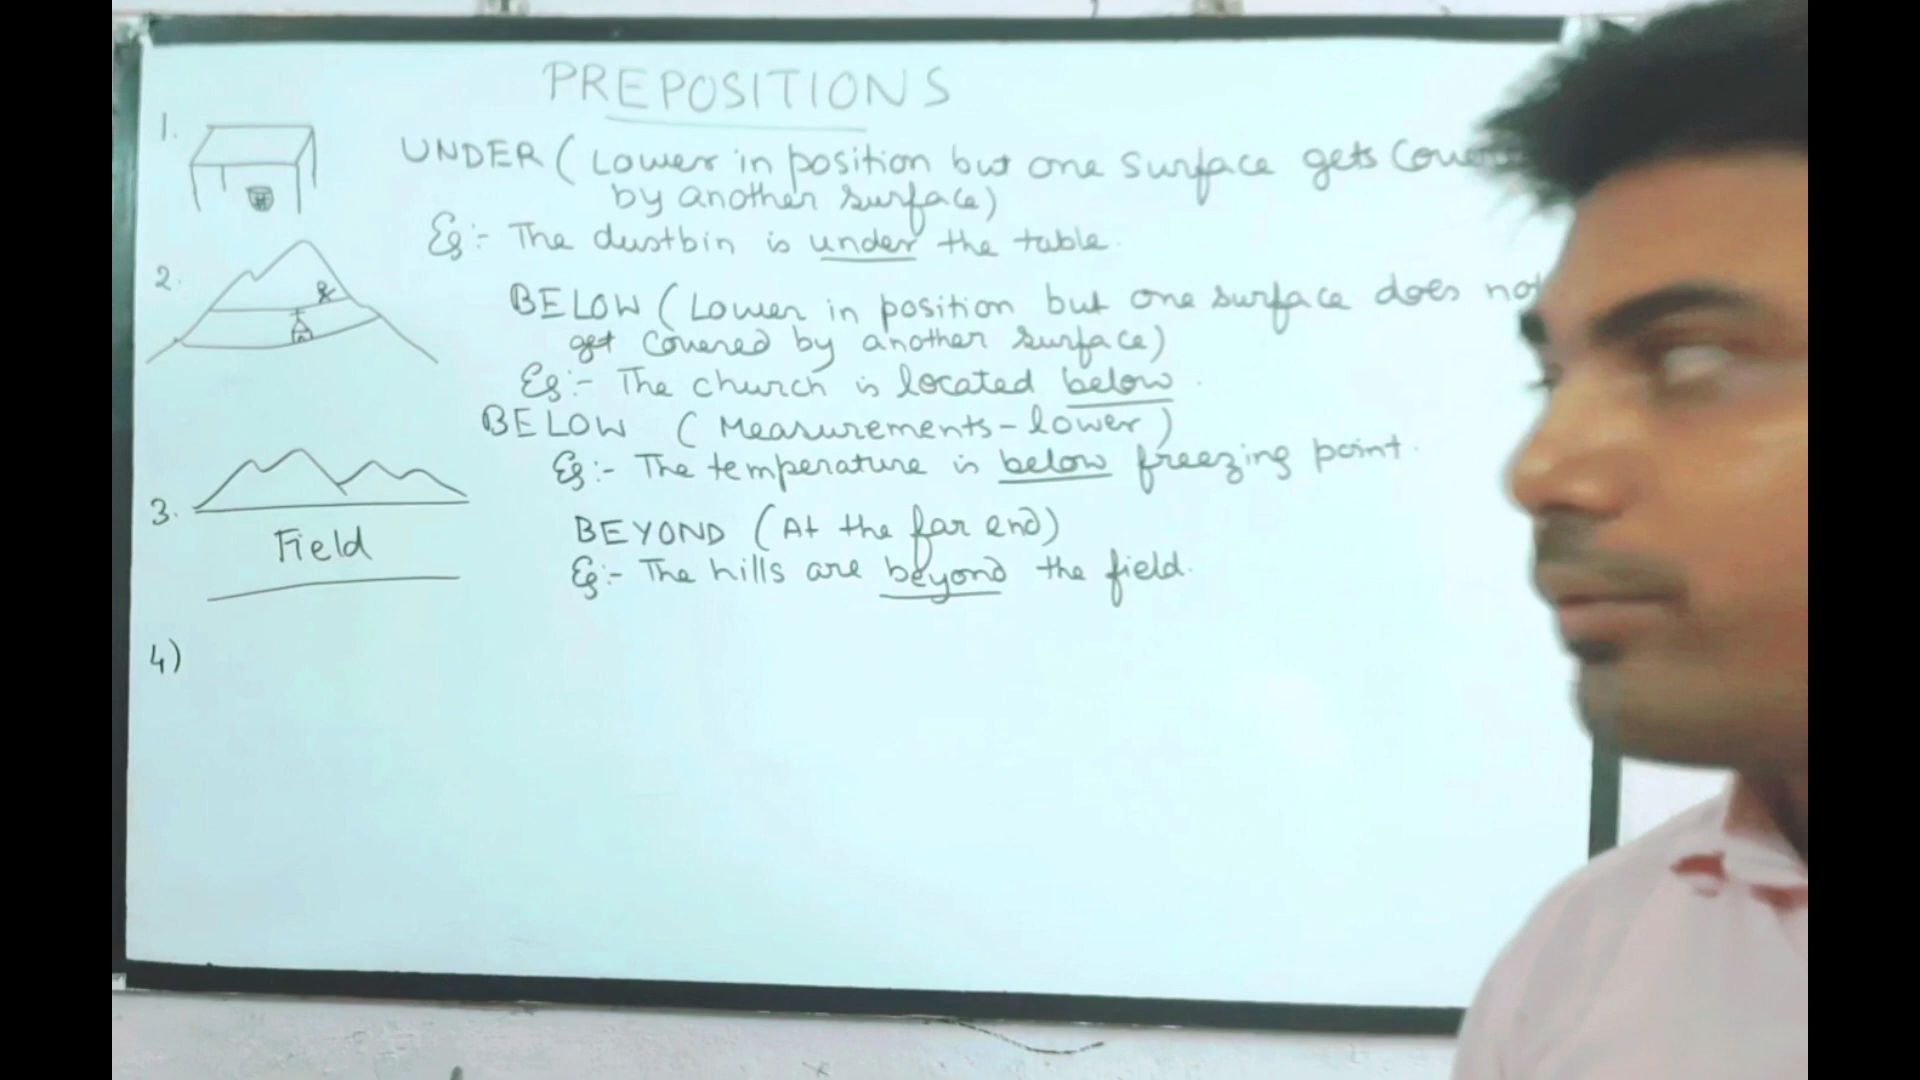 PREPOSITIONS
1.
UNDER (Lower in position but one surface gets
by another surface)
Eg:- The dustbin is under the table.
2.
BELOW (Lower in position but one surface does not
get covered by another surface)
Eg:- The church is located below.
BELOW (Measurements-lower)
Eg:- The temperature is below freezing point.
3.
Field
BEYOND (At the far end)
Eg:- The hills are beyond the field.
4)